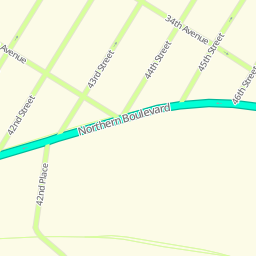 34th Avenue
Avenue
43rd Street
44th Street
45th Street
46th Street
42nd Street
Northern Boulevard
42nd Place